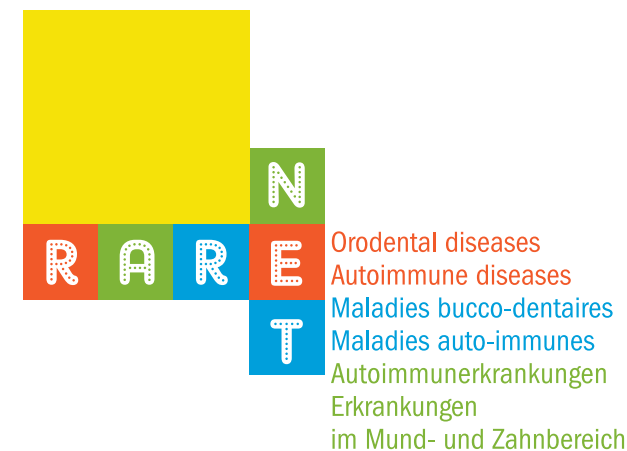 N
RARE
T
Orodental diseases
Autoimmune diseases
Maladies bucco-dentaires
Maladies auto-immunes
Autoimmunerkrankungen
Erkrankungen
im Mund- und Zahnbereich